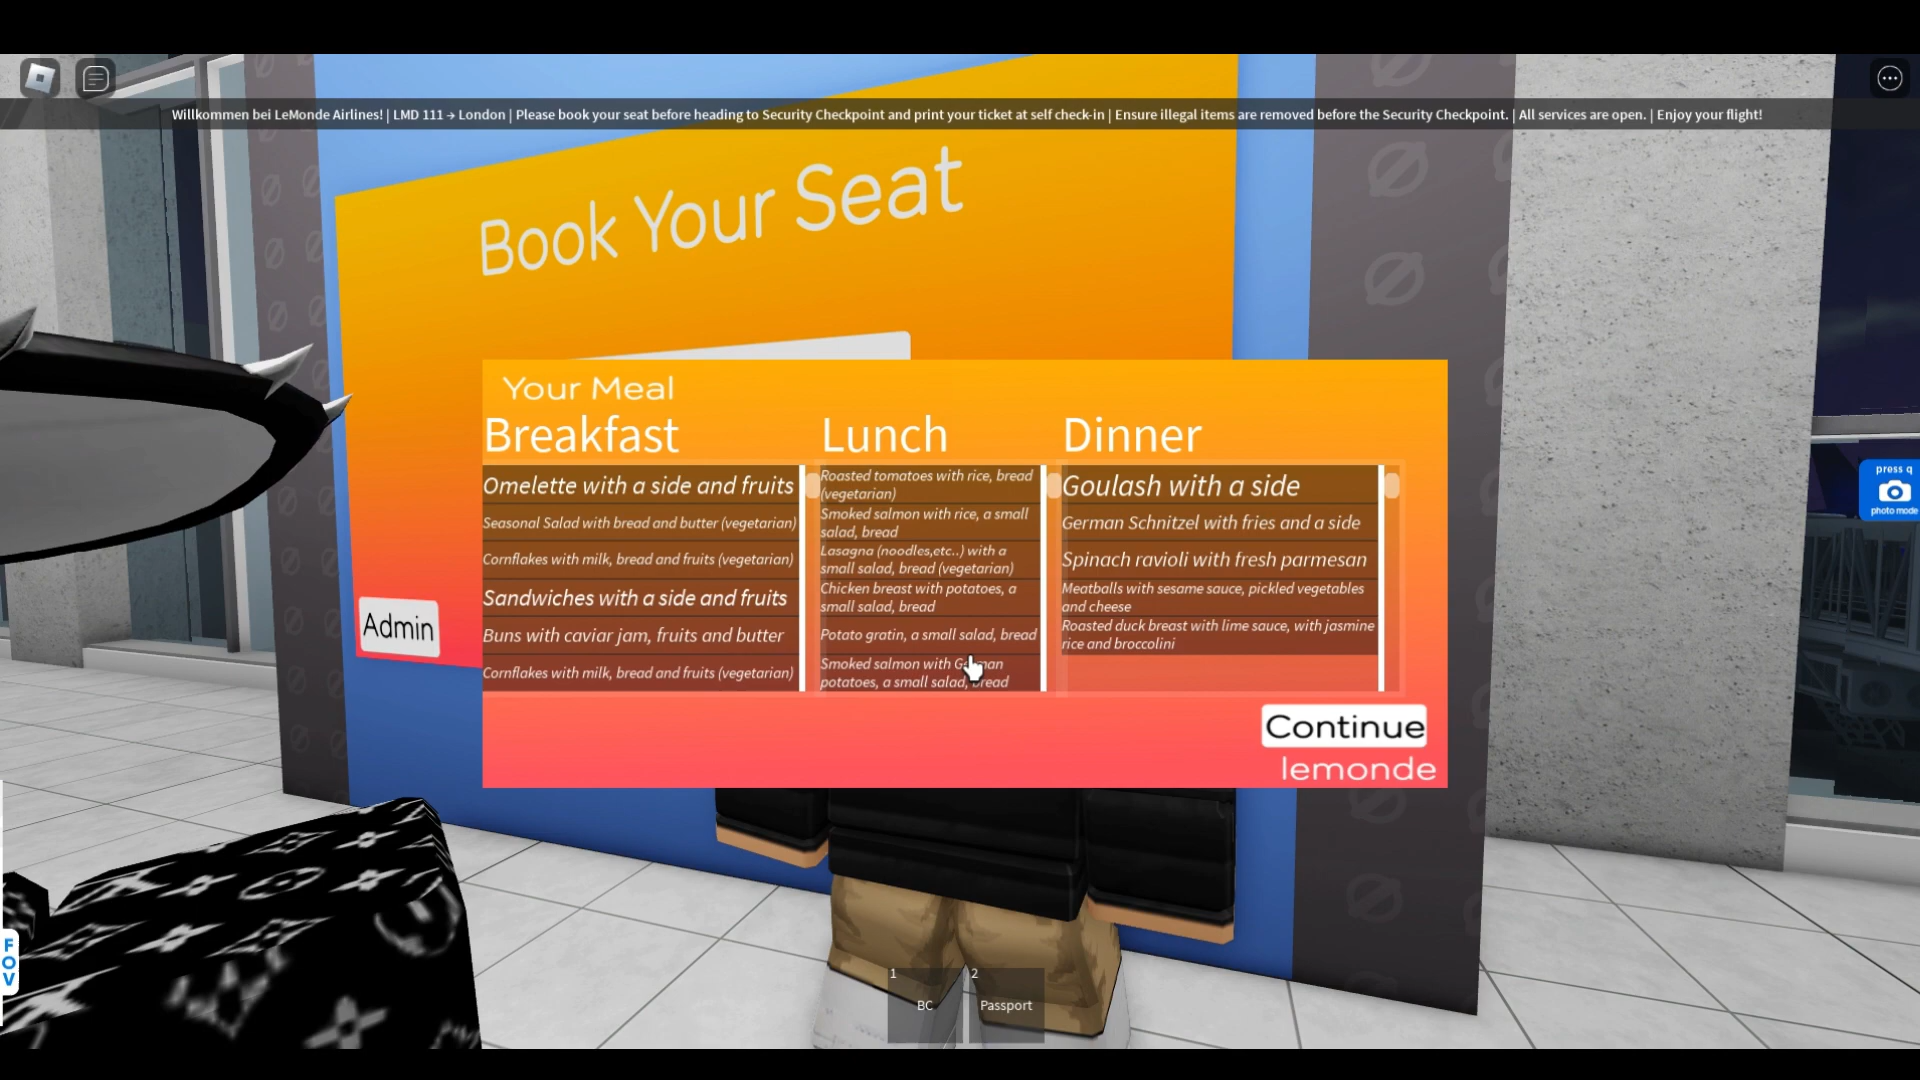 Willkommen bei LeMonde Airlines! | LMD 111 → London | Please book your seat before heading to Security Checkpoint and print your ticket at self check-in | Ensure illegal items are removed before the Security Checkpoint. | All services are open. | Enjoy your flight!
Book Your Seat
Admin
Your Meal
Breakfast
Omelette with a side and fruits
Seasonal Salad with bread and butter (vegetarian)
Cornflakes with milk, bread and fruits (vegetarian)
Sandwiches with a side and fruits
Buns with caviar jam, fruits and butter
Cornflakes with milk, bread and fruits (vegetarian)
Lunch
Roasted tomatoes with rice, bread
(vegetarian)
Smoked salmon with rice, a small
salad, bread
Lasagna (noodles,etc..) with a
small salad, bread (vegetarian)
Chicken breast with potatoes, a
small salad, bread
Potato gratin, a small salad, bread
Smoked salmon with German
potatoes, a small salad, bread
Dinner
Goulash with a side
German Schnitzel with fries and a side
Spinach ravioli with fresh parmesan
Meatballs with sesame sauce, pickled vegetables
and cheese
Roasted duck breast with lime sauce, with jasmine
rice and broccolini
Continue
lemonde
press q
photo mode
FOV
1
BC
2
Passport